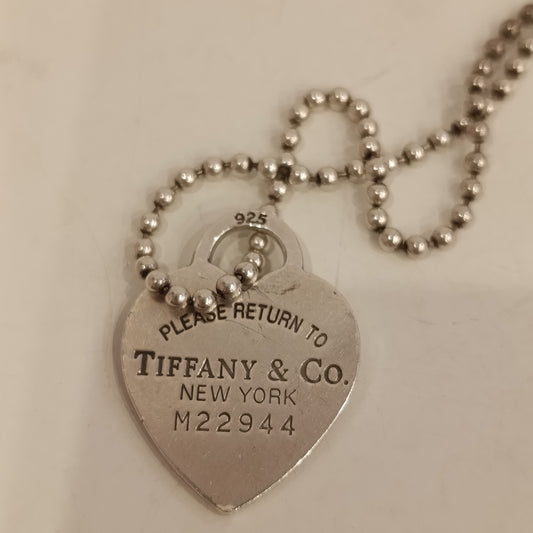 925
PLEASE RETURN TO
TIFFANY & CO.
NEW YORK
M22944